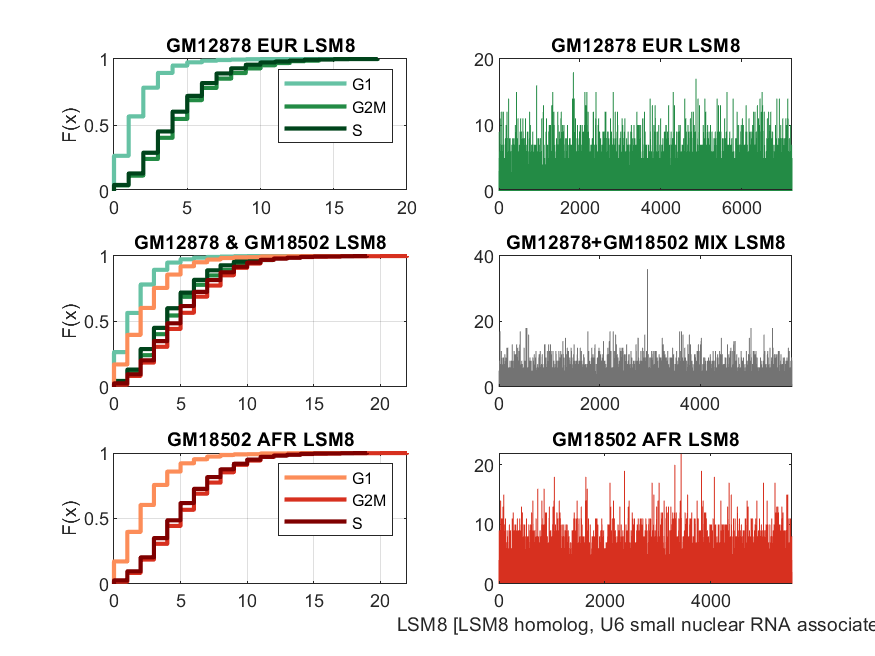 GM12878 EUR LSM8
F(x)
1
0.5
0
0 5 10 15 20
G1
G2M
S
GM12878 EUR LSM8
20
10
0
0 2000 4000 6000
GM12878 & GM18502 LSM8
F(x)
1
0.5
0
0 5 10 15 20
GM12878+GM18502 MIX LSM8
40
20
0
0 2000 4000
GM18502 AFR LSM8
F(x)
1
0.5
0
0 5 10 15 20
G1
G2M
S
GM18502 AFR LSM8
20
10
0
0 2000 4000
LSM8 [LSM8 homolog, U6 small nuclear RNA associate